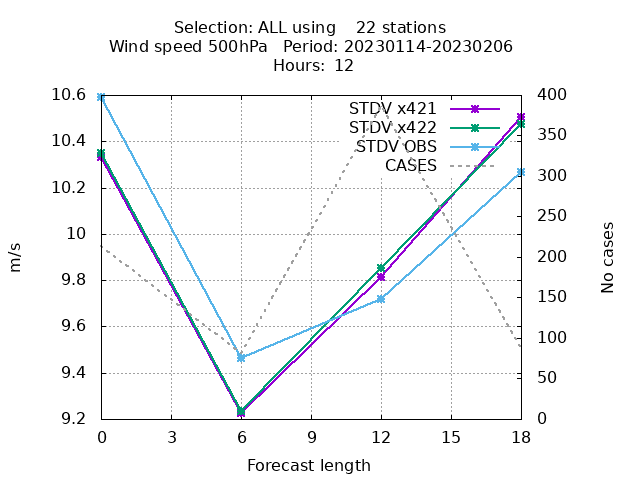 Selection: ALL using    22 stations
Wind speed 500hPa   Period: 20230114-20230206
Hours:  12
STDV x421
STDV x422
STDV OBS
CASES
10.6
10.4
10.2
10
9.8
9.6
9.4
9.2
m/s
400
350
300
250
200
150
100
50
0
No cases
0 3 6 9 12 15 18
Forecast length